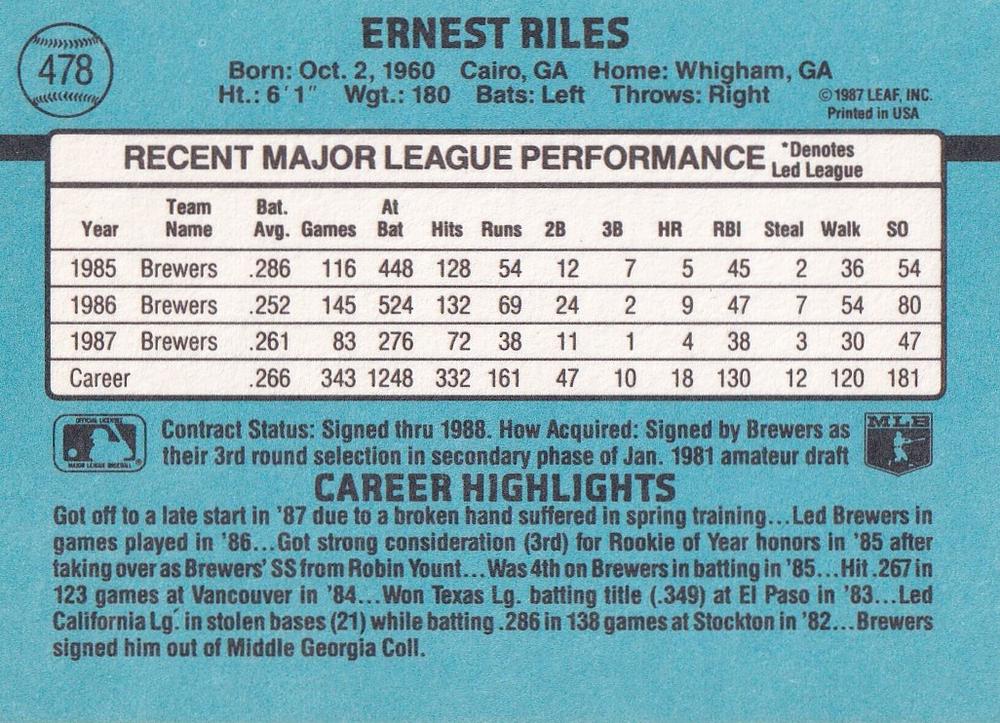 478
ERNEST RILES
Born: Oct. 2, 1960 Cairo, GA Home: Whigham, GA
Ht.: 6'1" Wgt.: 180 Bats: Left Throws: Right
©1987 LEAF, INC.
Printed in USA
RECENT MAJOR LEAGUE PERFORMANCE *Denotes Led League
Year Team Name Bat. Avg. Games At Bat Hits Runs 2B 3B HR RBI Steal Walk SO
1985 Brewers .286 116 448 128 54 12 7 5 45 2 36 54
1986 Brewers .252 145 524 132 69 24 2 9 47 7 54 80
1987 Brewers .261 83 276 72 38 11 1 4 38 3 30 47
Career .266 343 1248 332 161 47 10 18 130 12 120 181
OFFICIAL LICENSEE
MAJOR LEAGUE BASEBALL
MLB
Contract Status: Signed thru 1988. How Acquired: Signed by Brewers as
their 3rd round selection in secondary phase of Jan. 1981 amateur draft
CAREER HIGHLIGHTS
Got off to a late start in '87 due to a broken hand suffered in spring training...Led Brewers in
games played in '86...Got strong consideration (3rd) for Rookie of Year honors in '85 after
taking over as Brewers' SS from Robin Yount...Was 4th on Brewers in batting in '85...Hit .267 in
123 games at Vancouver in '84...Won Texas Lg. batting title (.349) at El Paso in '83...Led
California Lg. in stolen bases (21) while batting .286 in 138 games at Stockton in '82...Brewers
signed him out of Middle Georgia Coll.